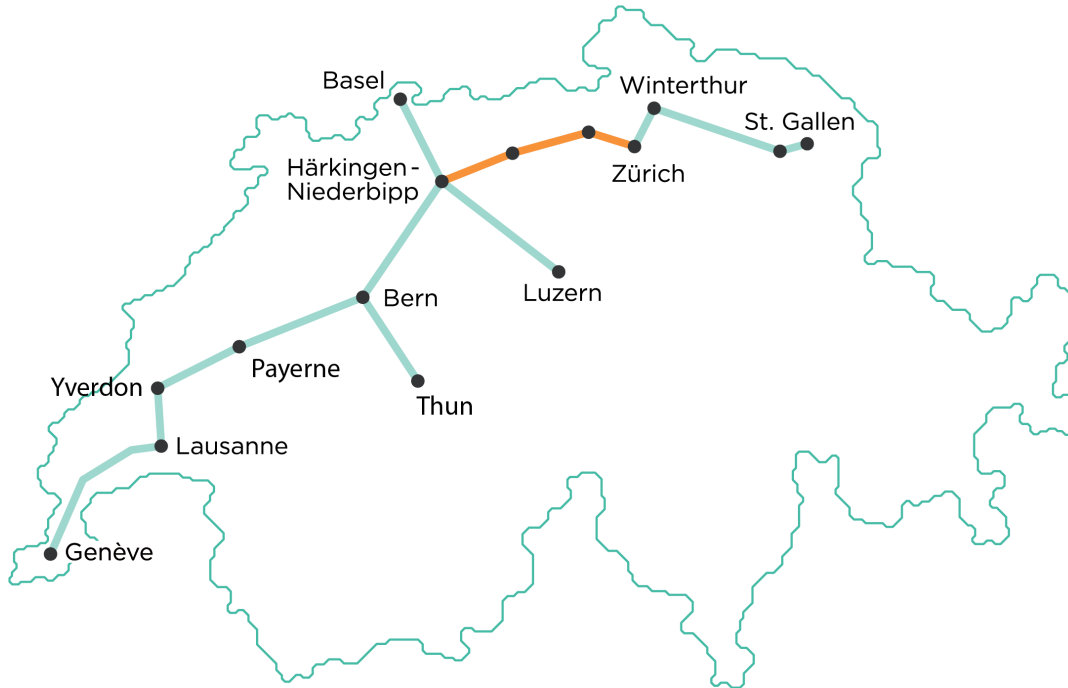 Basel
Winterthur
St. Gallen
Härkingen-
Niederbipp
Zürich
Luzern
Bern
Payerne
Yverdon
Thun
Lausanne
Genève